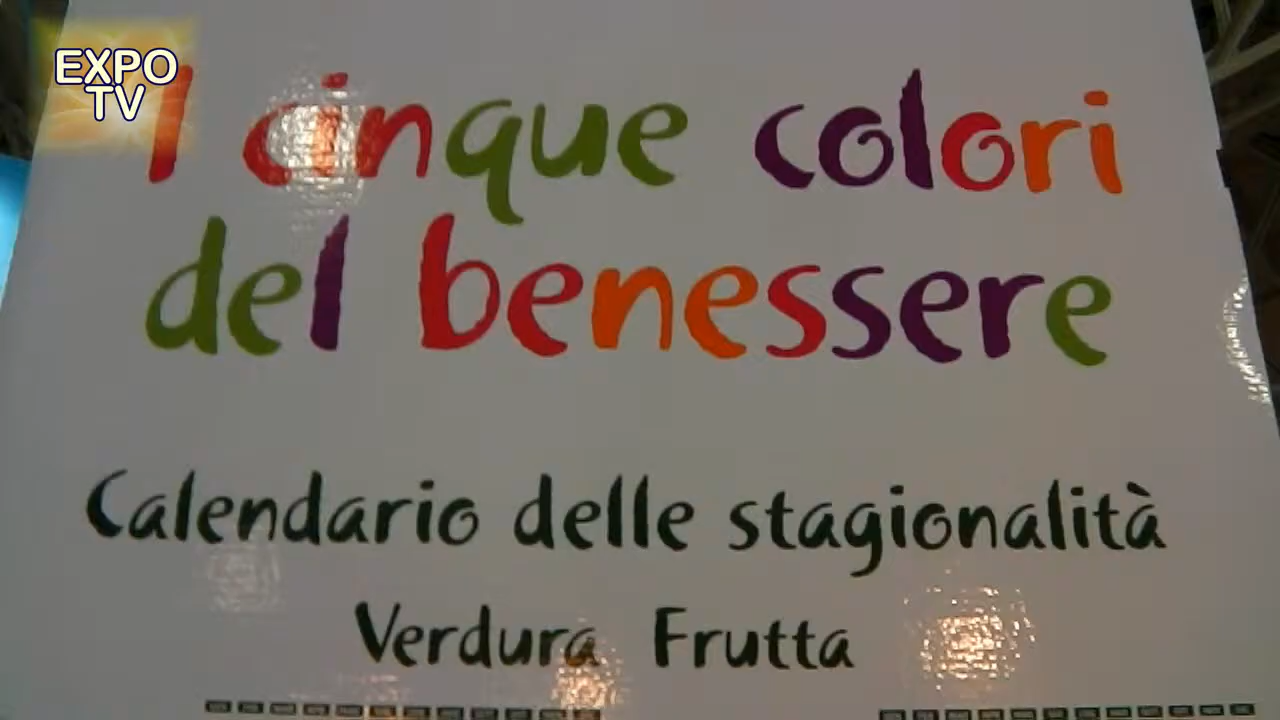 EXPO
TV
I cinque colori
del benessere
Calendario delle stagionalità
Verdura Frutta